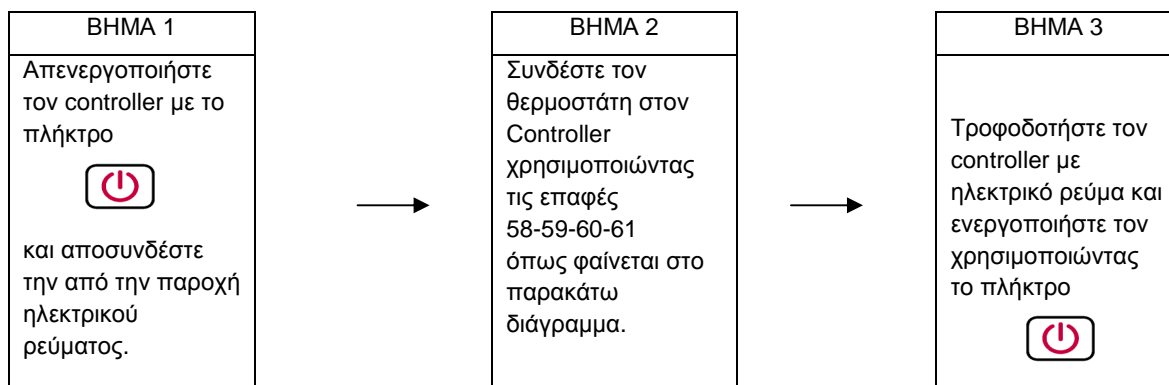 ΒΗΜΑ 1
Απενεργοποιήστε
τον controller με το
πλήκτρο
και αποσυνδέστε
την από την παροχή
ηλεκτρικού
ρεύματος.
ΒΗΜΑ 2
Συνδέστε τον
θερμοστάτη στον
Controller
χρησιμοποιώντας
τις επαφές
58-59-60-61
όπως φαίνεται στο
παρακάτω
διάγραμμα.
ΒΗΜΑ 3
Τροφοδοτήστε τον
controller με
ηλεκτρικό ρεύμα και
ενεργοποιήστε τον
χρησιμοποιώντας
το πλήκτρο